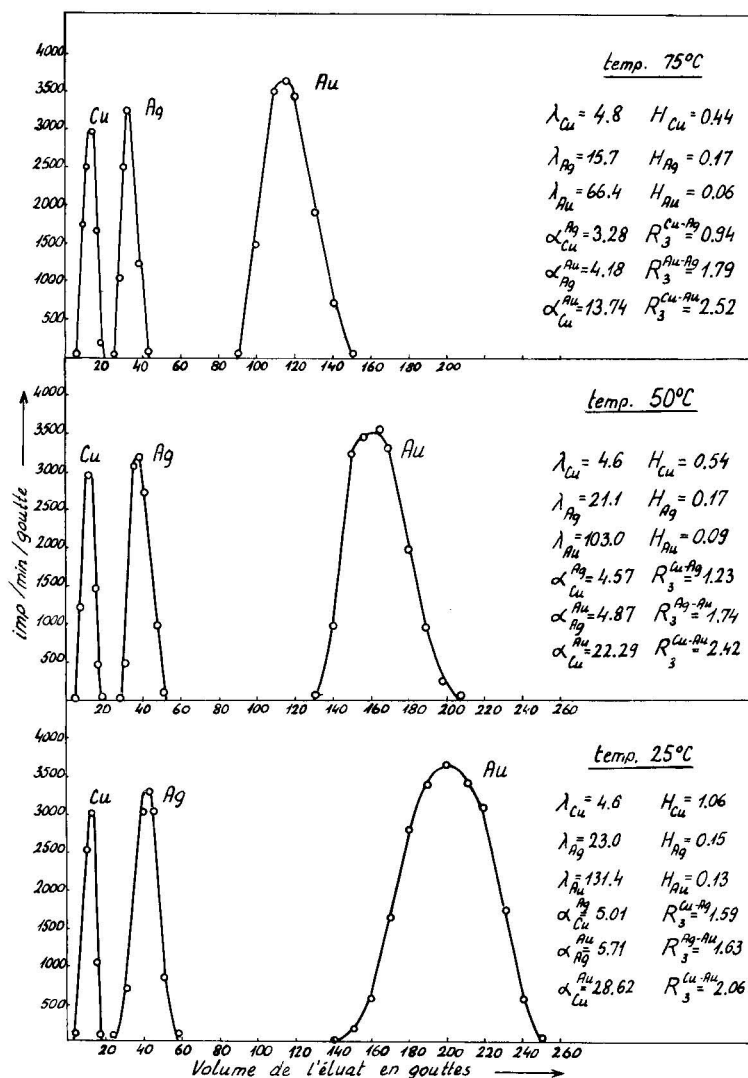 4000
3500
3000
2500
2000
1500
1000
500
Cu
Ag
Au
temp. 75°C
λCu = 4.8 HCu = 0.44
λAg = 15.7 HAg = 0.17
λAu = 66.4 HAu = 0.06
αCuAg = 3.28 R3Cu-Ag = 0.94
αAgAu = 4.18 R3Au-Ag = 1.79
αCuAu = 13.74 R3Cu-Au = 2.52
20 40 60 80 100 120 140 160 180 200
4000
3500
3000
2500
2000
1500
1000
500
Cu
Ag
Au
temp. 50°C
λCu = 4.6 HCu = 0.54
λAg = 21.1 HAg = 0.17
λAu = 103.0 HAu = 0.09
αCuAg = 4.57 R3Cu-Ag = 1.23
αAgAu = 4.87 R3Ag-Au = 1.74
αCuAu = 22.29 R3Cu-Au = 2.42
20 40 60 80 100 120 140 160 180 200 220 240 260
imp/min/goutte
4000
3500
3000
2500
2000
1500
1000
500
Cu
Ag
Au
temp. 25°C
λCu = 4.6 HCu = 1.06
λAg = 23.0 HAg = 0.15
λAu = 131.4 HAu = 0.13
αCuAg = 5.01 R3Cu-Ag = 1.59
αAgAu = 5.71 R3Ag-Au = 1.63
αCuAu = 28.62 R3Cu-Au = 2.06
20 40 60 80 100 120 140 160 180 200 220 240 260
Volume de l'éluat en gouttes